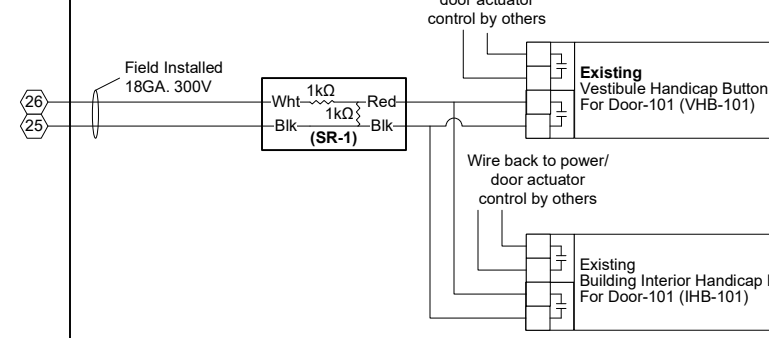 door actuator
control by others
Existing
Vestibule Handicap Button
For Door-101 (VHB-101)
Field Installed
18GA. 300V
26
25
Wht 1kΩ Red
1kΩ
Blk Blk
(SR-1)
Wire back to power/
door actuator
control by others
Existing
Building Interior Handicap
For Door-101 (IHB-101)